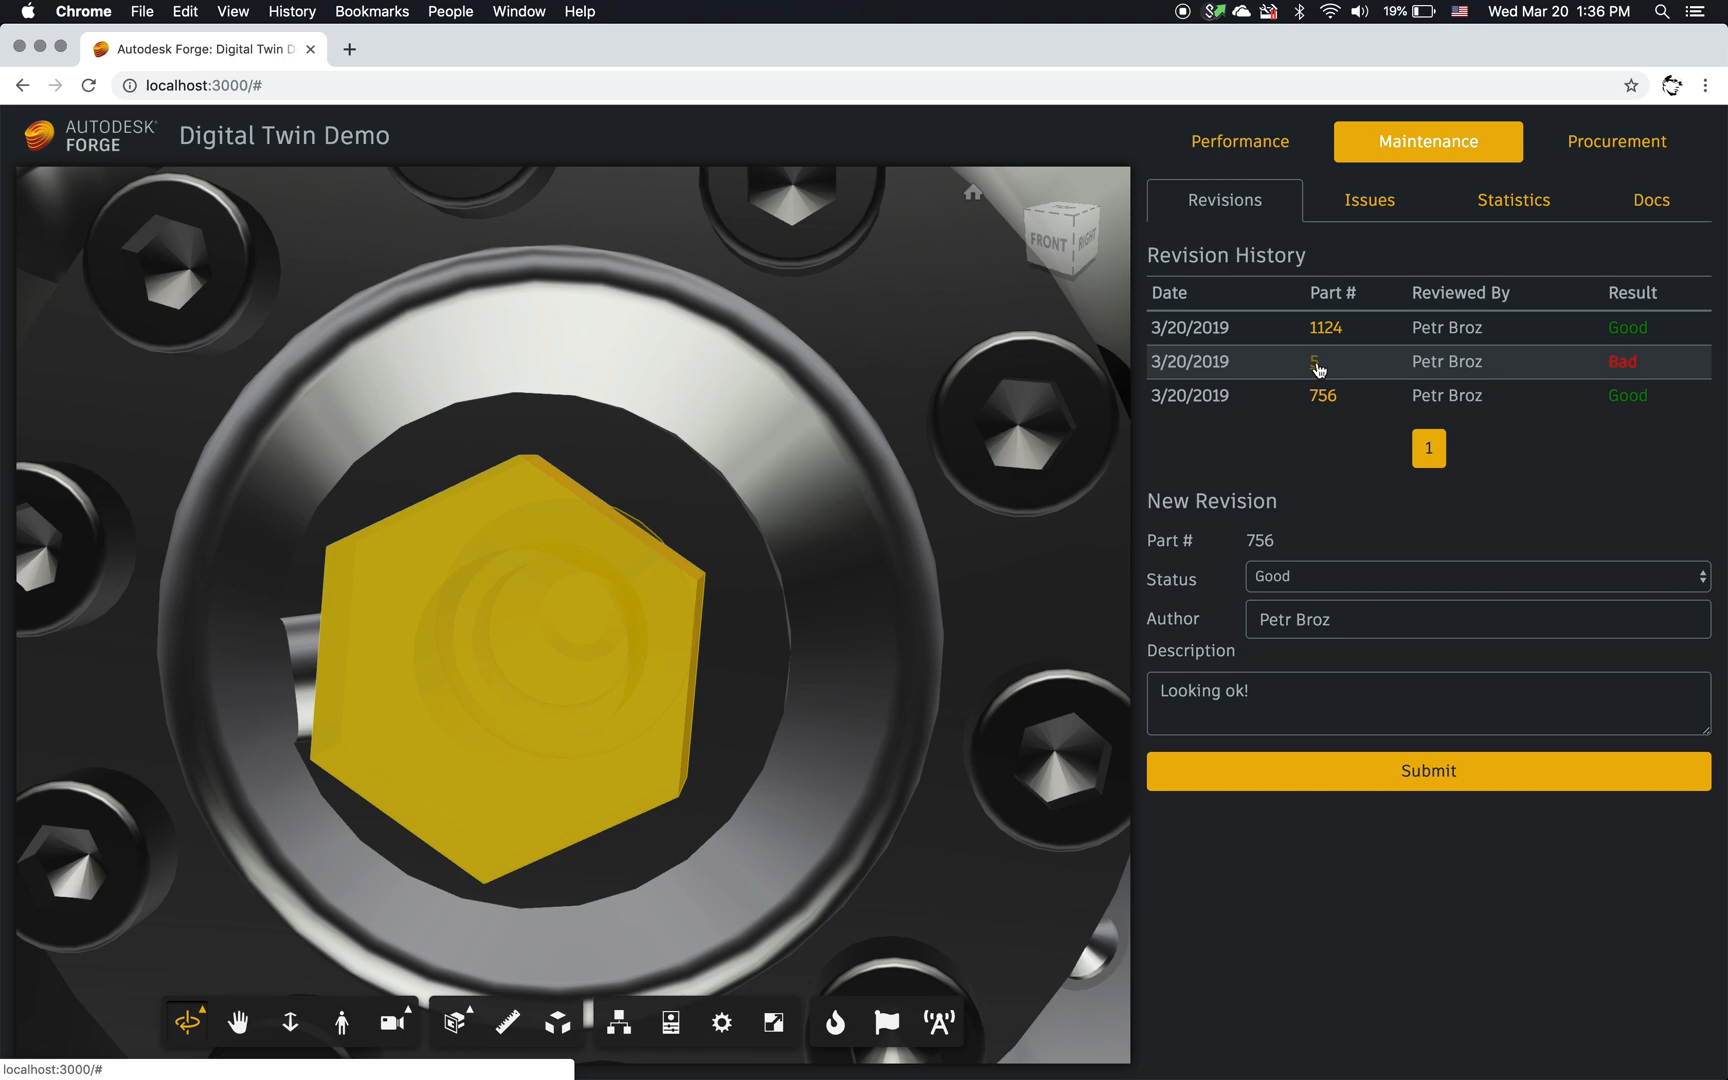 Chrome File Edit View History Bookmarks People Window Help 19% Wed Mar 20 1:36 PM
Autodesk Forge: Digital Twin D
localhost:3000/#
AUTODESK®
FORGE
Digital Twin Demo
Performance Maintenance Procurement
Revisions Issues Statistics Docs
TOP
FRONT RIGHT
Revision History
Date Part # Reviewed By Result
3/20/2019 1124 Petr Broz Good
3/20/2019 5 Petr Broz Bad
3/20/2019 756 Petr Broz Good
1
New Revision
Part # 756
Status Good
Author Petr Broz
Description
Looking ok!
Submit
localhost:3000/#